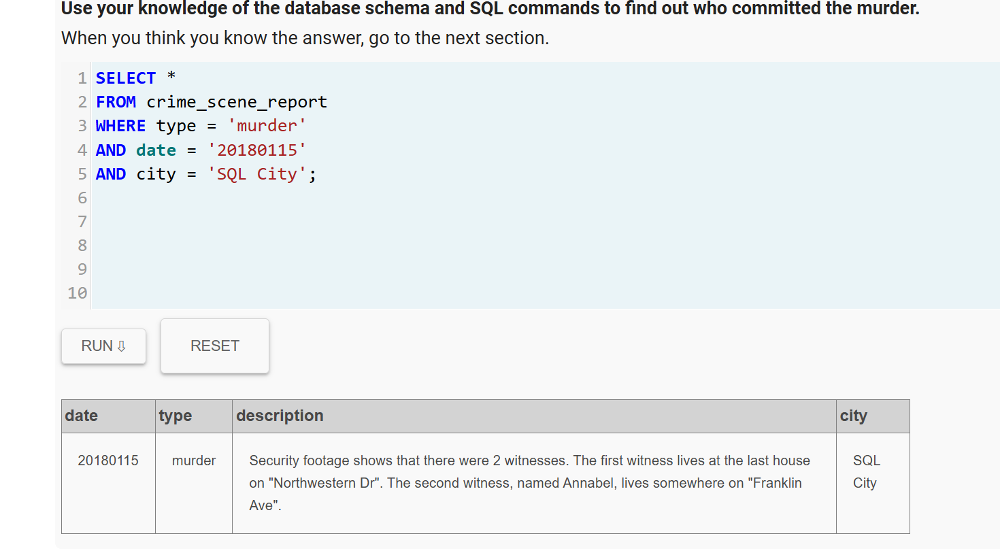 Use your knowledge of the database schema and SQL commands to find out who committed the murder.
When you think you know the answer, go to the next section.
1 SELECT *
2 FROM crime_scene_report
3 WHERE type = 'murder'
4 AND date = '20180115'
5 AND city = 'SQL City';
6
7
8
9
10
RUN ⇩ RESET
date type description city
20180115 murder Security footage shows that there were 2 witnesses. The first witness lives at the last house SQL
on "Northwestern Dr". The second witness, named Annabel, lives somewhere on "Franklin City
Ave".